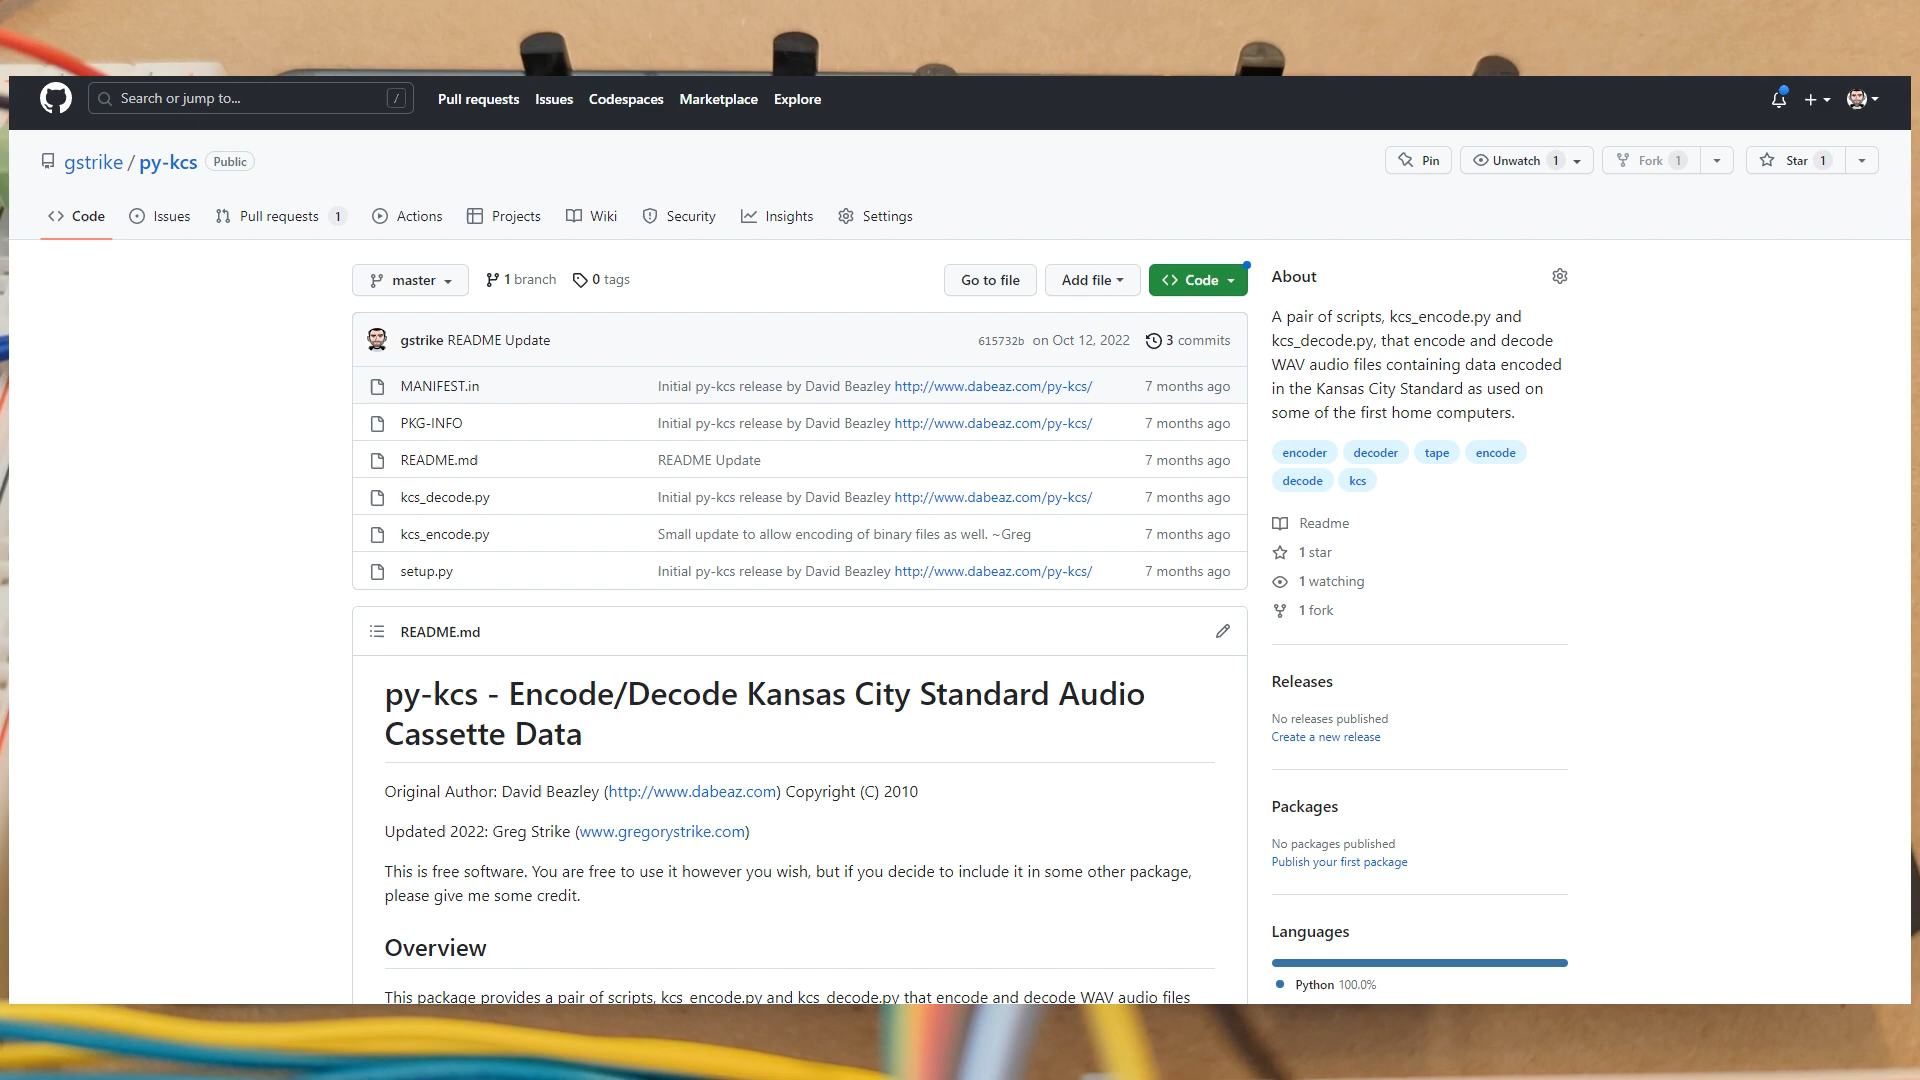 Search or jump to... /
Pull requests Issues Codespaces Marketplace Explore
gstrike / py-kcs Public
Pin Unwatch 1 Fork 1 Star 1
Code Issues Pull requests 1 Actions Projects Wiki Security Insights Settings
master 1 branch 0 tags Go to file Add file Code
gstrike README Update 615732b on Oct 12, 2022 3 commits
MANIFEST.in Initial py-kcs release by David Beazley http://www.dabeaz.com/py-kcs/ 7 months ago
PKG-INFO Initial py-kcs release by David Beazley http://www.dabeaz.com/py-kcs/ 7 months ago
README.md README Update 7 months ago
kcs_decode.py Initial py-kcs release by David Beazley http://www.dabeaz.com/py-kcs/ 7 months ago
kcs_encode.py Small update to allow encoding of binary files as well. ~Greg 7 months ago
setup.py Initial py-kcs release by David Beazley http://www.dabeaz.com/py-kcs/ 7 months ago
README.md
py-kcs - Encode/Decode Kansas City Standard Audio
Cassette Data
Original Author: David Beazley (http://www.dabeaz.com) Copyright (C) 2010
Updated 2022: Greg Strike (www.gregorystrike.com)
This is free software. You are free to use it however you wish, but if you decide to include it in some other package,
please give me some credit.
Overview
This package provides a pair of scripts, kcs_encode.py and kcs_decode.py that encode and decode WAV audio files
About
A pair of scripts, kcs_encode.py and
kcs_decode.py, that encode and decode
WAV audio files containing data encoded
in the Kansas City Standard as used on
some of the first home computers.
encoder decoder tape encode
decode kcs
Readme
1 star
1 watching
1 fork
Releases
No releases published
Create a new release
Packages
No packages published
Publish your first package
Languages
Python 100.0%